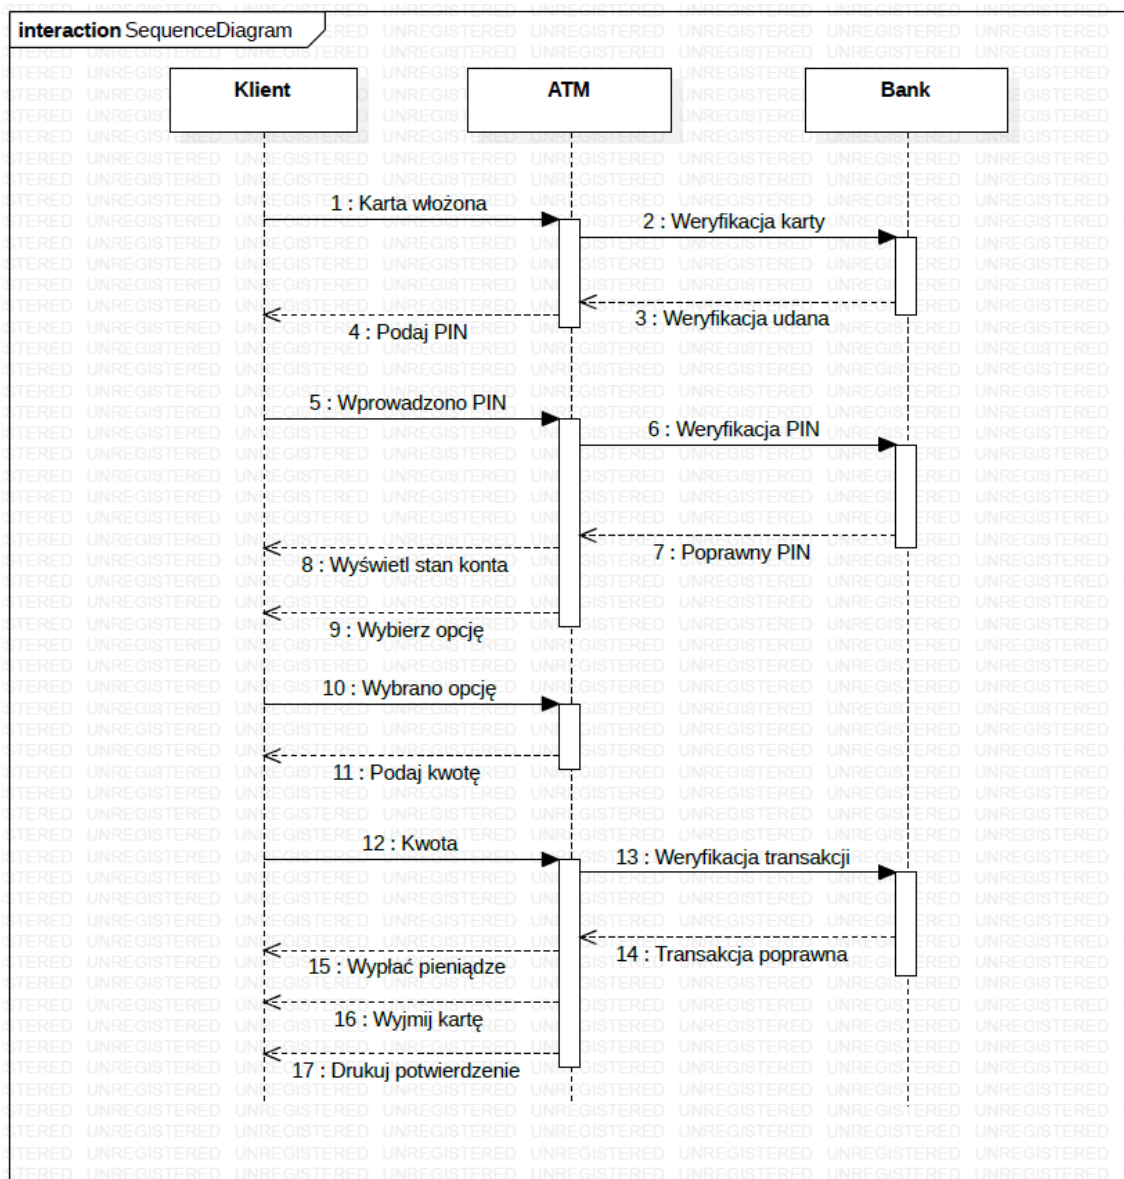 interaction SequenceDiagram
Klient
ATM
Bank
1 : Karta włożona
2 : Weryfikacja karty
3 : Weryfikacja udana
4 : Podaj PIN
5 : Wprowadzono PIN
6 : Weryfikacja PIN
7 : Poprawny PIN
8 : Wyświetl stan konta
9 : Wybierz opcję
10 : Wybrano opcję
11 : Podaj kwotę
12 : Kwota
13 : Weryfikacja transakcji
14 : Transakcja poprawna
15 : Wypłać pieniądze
16 : Wyjmij kartę
17 : Drukuj potwierdzenie
UNREGISTERED